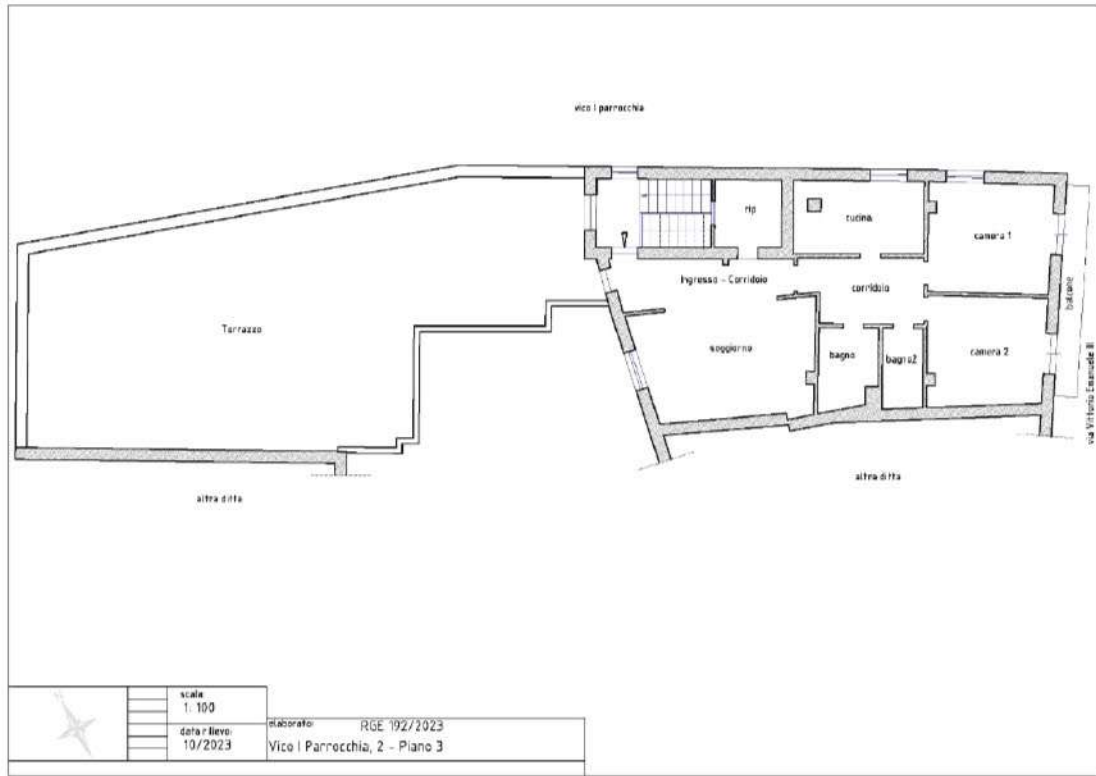 vico I parrocchia
rip
cucina
camera 1
Ingresso - Corridoio
corridoio
balcone
Terrazzo
soggiorno
bagno
bagno2
camera 2
via Vittorio Emanuele III
altra ditta
altra ditta
scala:
1: 100
data rilievo:
10/2023
elaborato: RGE 192/2023
Vico I Parrocchia, 2 - Piano 3